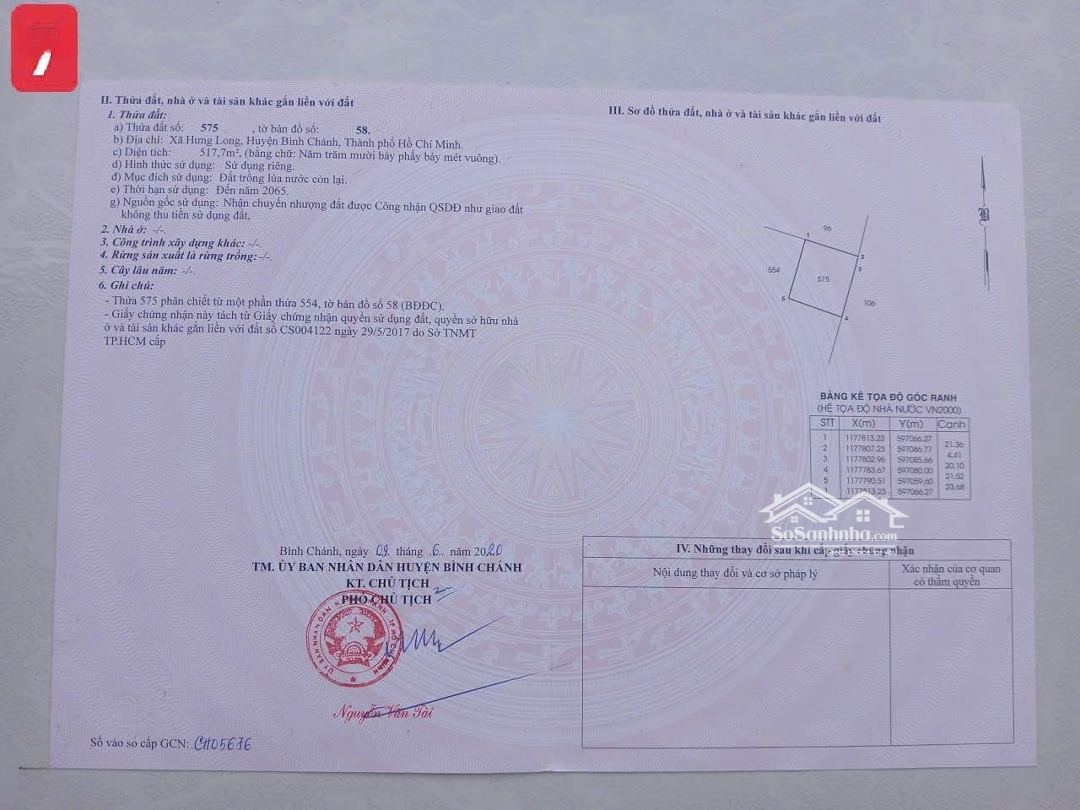 II. Thửa đất, nhà ở và tài sản khác gắn liền với đất
1. Thửa đất:
a) Thửa đất số: 575 , tờ bản đồ số: 58.
b) Địa chỉ: Xã Hưng Long, Huyện Bình Chánh, Thành phố Hồ Chí Minh.
c) Diện tích: 517,7m², (bằng chữ: Năm trăm mười bảy phẩy bảy mét vuông).
d) Hình thức sử dụng: Sử dụng riêng.
đ) Mục đích sử dụng: Đất trồng lúa nước còn lại.
e) Thời hạn sử dụng: Đến năm 2065.
g) Nguồn gốc sử dụng: Nhận chuyển nhượng đất được Công nhận QSDĐ như giao đất
không thu tiền sử dụng đất,
2. Nhà ở: -/-.
3. Công trình xây dựng khác: -/-.
4. Rừng sản xuất là rừng trồng: -/-.
5. Cây lâu năm: -/-.
6. Ghi chú:
- Thửa 575 phân chiết từ một phần thửa 554, tờ bản đồ số 58 (BĐĐC).
- Giấy chứng nhận này tách từ Giấy chứng nhận quyền sử dụng đất, quyền sở hữu nhà
ở và tài sản khác gắn liền với đất số CS004122 ngày 29/5/2017 do Sở TNMT
TP.HCM cấp
Bình Chánh, ngày 09 tháng 6 năm 2020
TM. ỦY BAN NHÂN DÂN HUYỆN BÌNH CHÁNH
KT. CHỦ TỊCH
PHÓ CHỦ TỊCH
Nguyễn Văn Tài
Số vào sổ cấp GCN: CH05676
III. Sơ đồ thửa đất, nhà ở và tài sản khác gắn liền với đất
B
96
1
2
3
554
575
106
5
4
BẢNG KÊ TỌA ĐỘ GÓC RANH
(HỆ TỌA ĐỘ NHÀ NƯỚC VN2000)
STT X(m) Y(m) Cạnh
1 1177813.23 597066.27
21.36
2 1177807.23 597086.77
4.41
3 1177802.96 597085.66
20.10
4 1177783.67 597080.00
21.52
5 1177790.51 597059.60
23.68
1 1177813.23 597066.27
SoSanhnha.com
IV. Những thay đổi sau khi cấp giấy chứng nhận
Nội dung thay đổi và cơ sở pháp lý
Xác nhận của cơ quan
có thẩm quyền